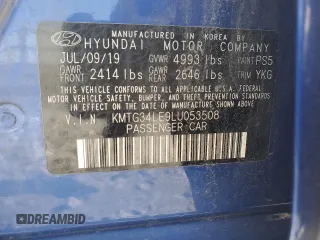 MANUFACTURED IN KOREA BY
HYUNDAI MOTOR COMPANY
JUL/09/19 GVWR 4993 lbs PAINT PS5
GAWR FRONT 2414 lbs GAWR REAR 2646 lbs TRIM YKG
THIS VEHICLE CONFORMS TO ALL APPLICABLE U.S.A. FEDERAL
MOTOR VEHICLE SAFETY, BUMPER, AND THEFT PREVENTION
STANDARDS IN EFFECT ON THE DATE OF MANUFACTURE SHOWN ABOVE.
V.I.N. KMTG34LE9LU053508
PASSENGER CAR
DREAMBID